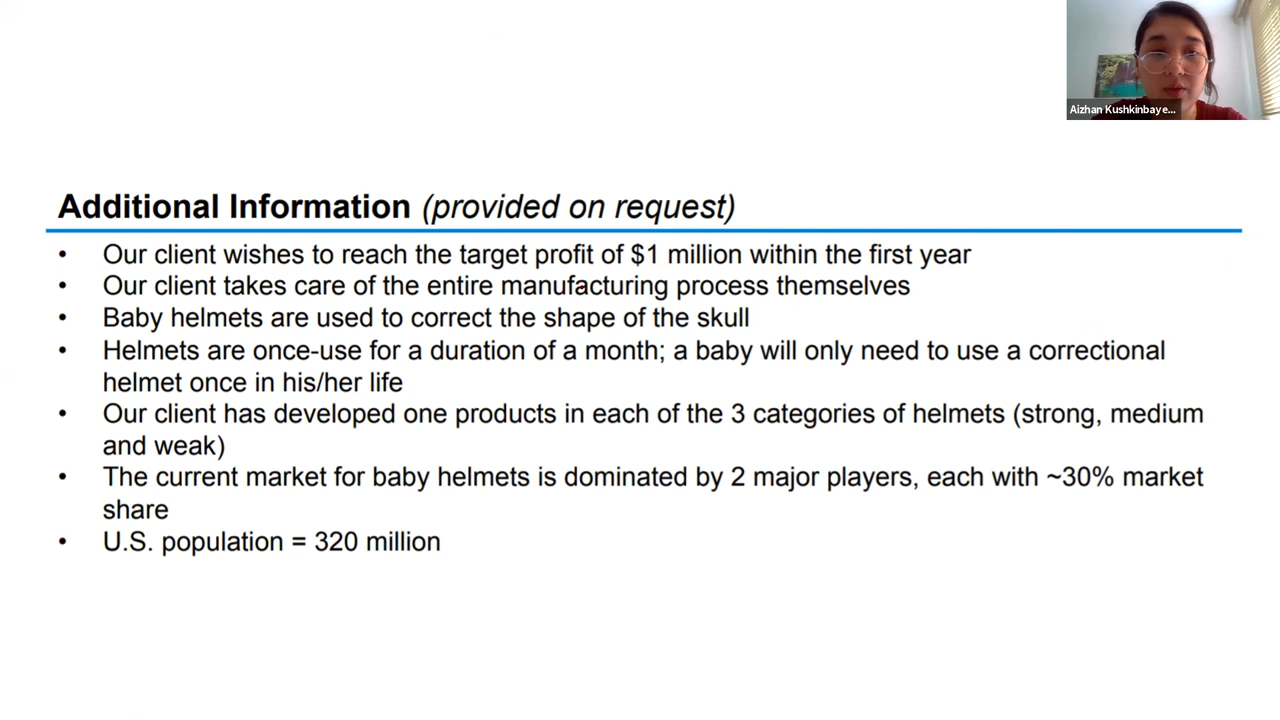 Aizhan Kushkinbaye...
Additional Information (provided on request)
• Our client wishes to reach the target profit of $1 million within the first year
• Our client takes care of the entire manufacturing process themselves
• Baby helmets are used to correct the shape of the skull
• Helmets are once-use for a duration of a month; a baby will only need to use a correctional
helmet once in his/her life
• Our client has developed one products in each of the 3 categories of helmets (strong, medium
and weak)
• The current market for baby helmets is dominated by 2 major players, each with ~30% market
share
• U.S. population = 320 million